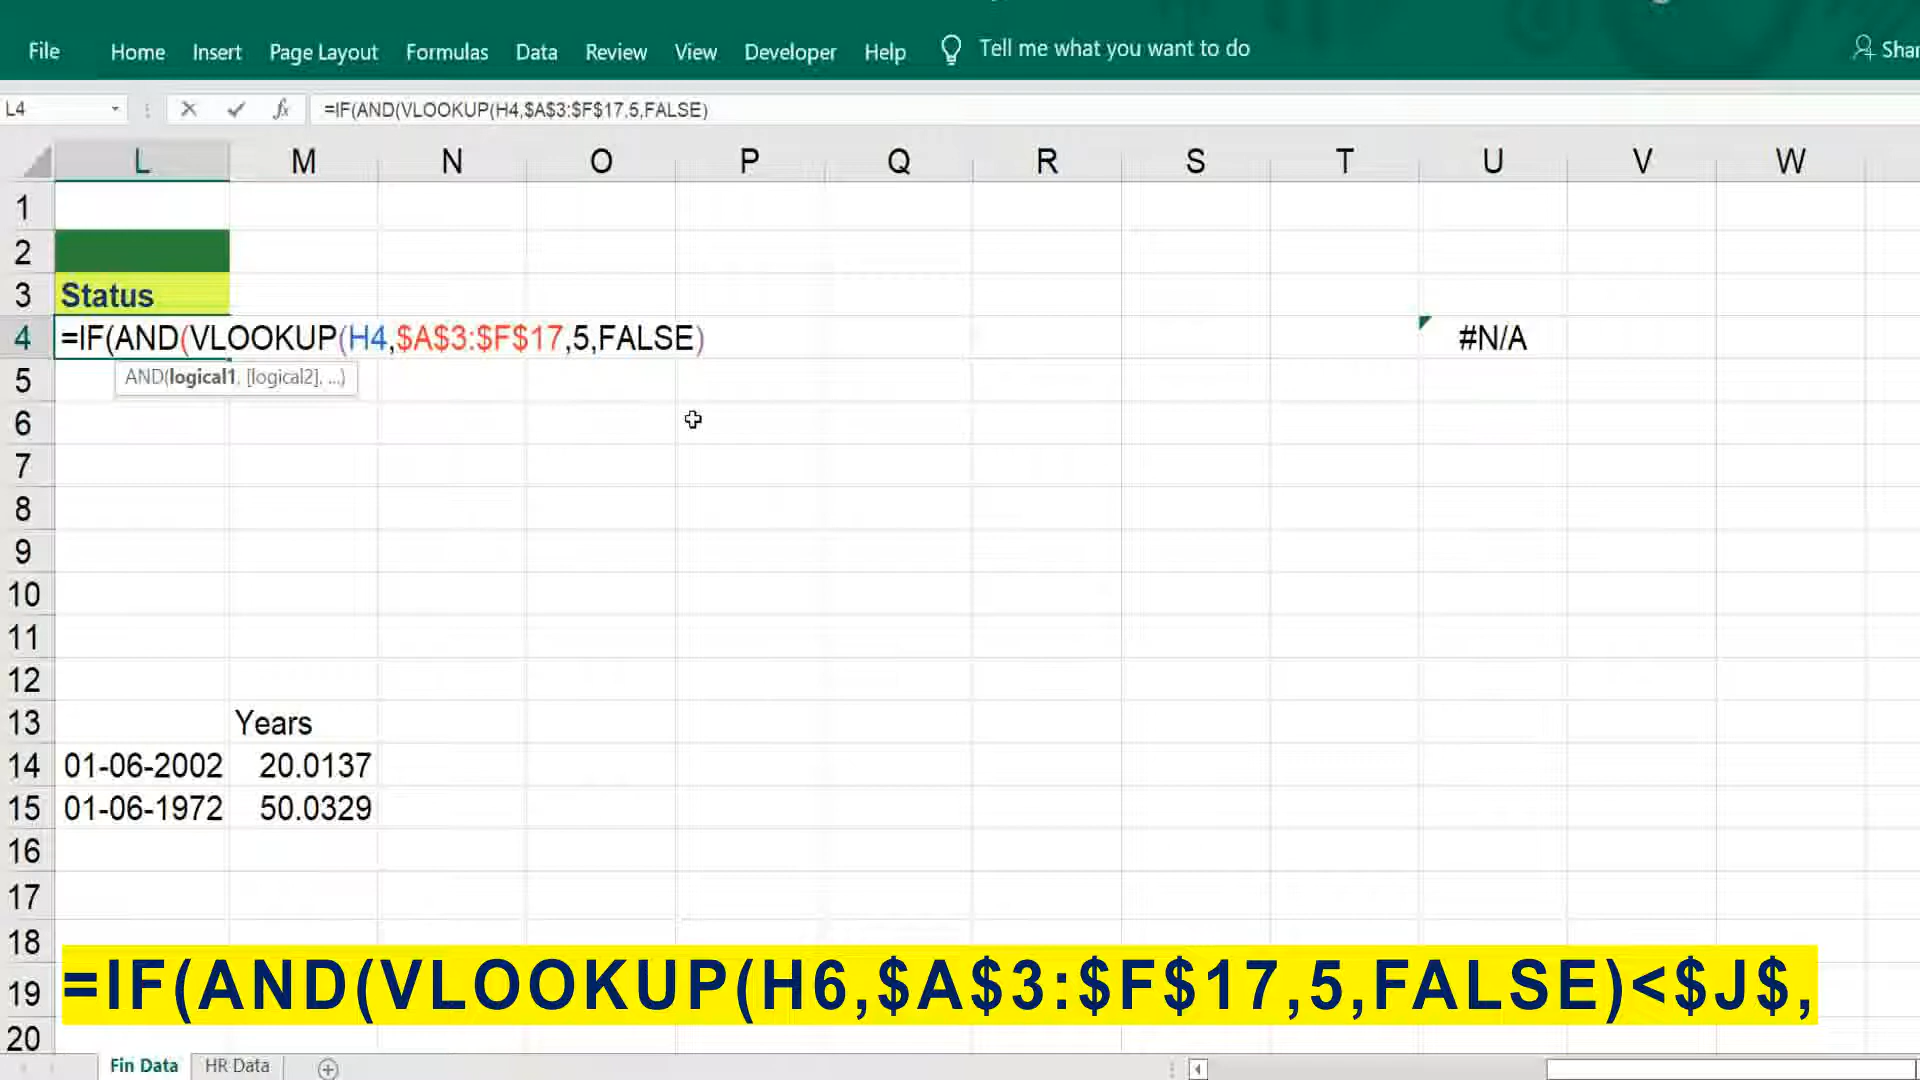 File Home Insert Page Layout Formulas Data Review View Developer Help Tell me what you want to do
L4 fx =IF(AND(VLOOKUP(H4,$A$3:$F$17,5,FALSE)
L M N O P Q R S T U V W
1
2
3 Status
4 =IF(AND(VLOOKUP(H4,$A$3:$F$17,5,FALSE) #N/A
5 AND(logical1, [logical2], ...)
6
7
8
9
10
11
12
13 Years
14 01-06-2002 20.0137
15 01-06-1972 50.0329
16
17
18
19 =IF(AND(VLOOKUP(H6,$A$3:$F$17,5,FALSE)<$J$,
20
Fin Data HR Data